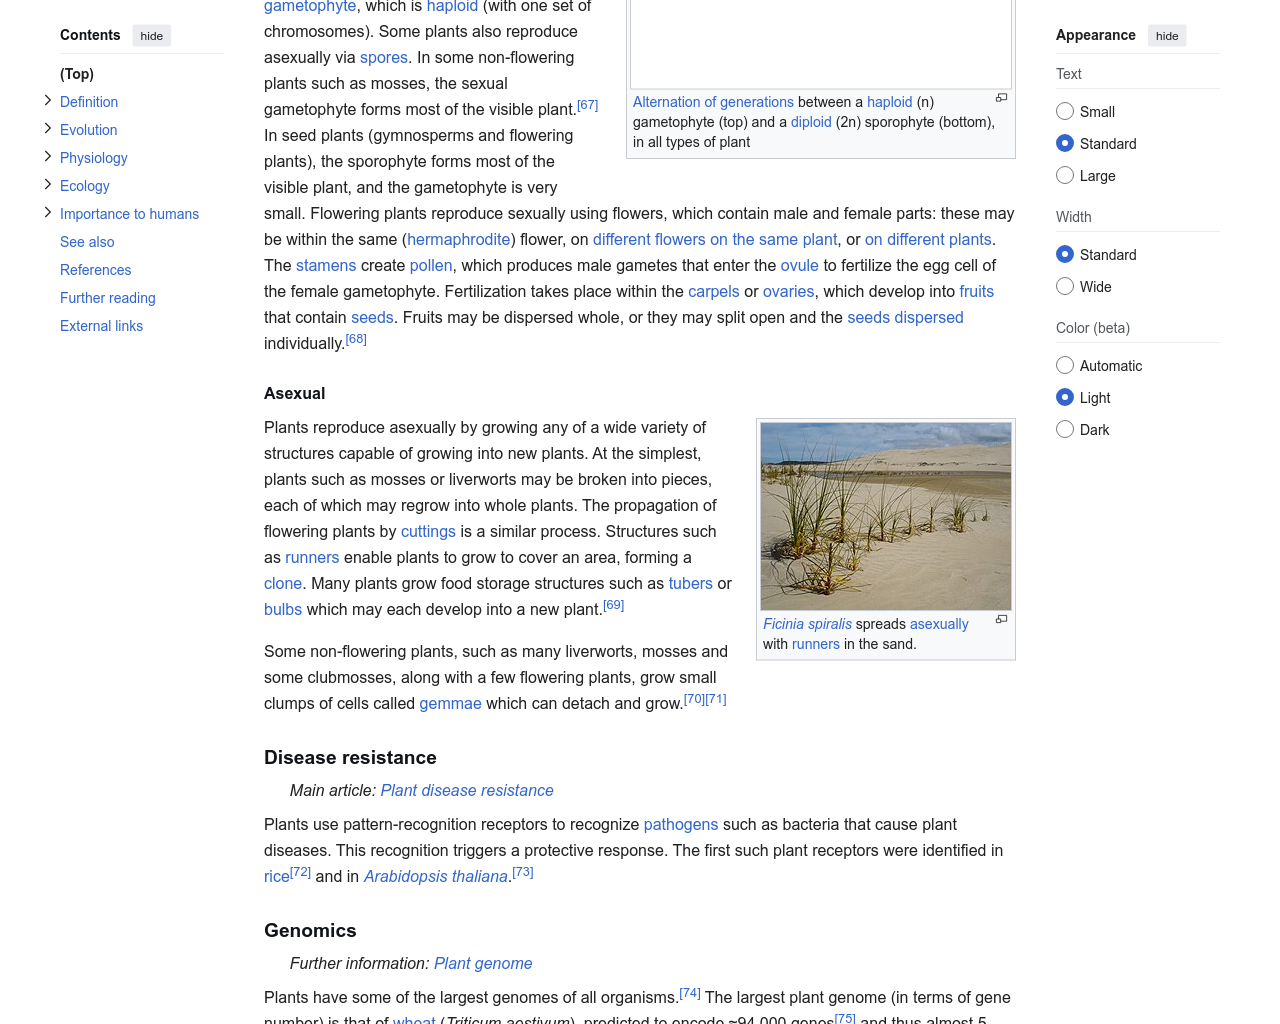 Contents hide
(Top)
Definition
Evolution
Physiology
Ecology
Importance to humans
See also
References
Further reading
External links
gametophyte, which is haploid (with one set of
chromosomes). Some plants also reproduce
asexually via spores. In some non-flowering
plants such as mosses, the sexual
gametophyte forms most of the visible plant.[67]
In seed plants (gymnosperms and flowering
plants), the sporophyte forms most of the
visible plant, and the gametophyte is very
small. Flowering plants reproduce sexually using flowers, which contain male and female parts: these may
be within the same (hermaphrodite) flower, on different flowers on the same plant, or on different plants.
The stamens create pollen, which produces male gametes that enter the ovule to fertilize the egg cell of
the female gametophyte. Fertilization takes place within the carpels or ovaries, which develop into fruits
that contain seeds. Fruits may be dispersed whole, or they may split open and the seeds dispersed
individually.[68]
Alternation of generations between a haploid (n)
gametophyte (top) and a diploid (2n) sporophyte (bottom),
in all types of plant
Asexual
Plants reproduce asexually by growing any of a wide variety of
structures capable of growing into new plants. At the simplest,
plants such as mosses or liverworts may be broken into pieces,
each of which may regrow into whole plants. The propagation of
flowering plants by cuttings is a similar process. Structures such
as runners enable plants to grow to cover an area, forming a
clone. Many plants grow food storage structures such as tubers or
bulbs which may each develop into a new plant.[69]
Ficinia spiralis spreads asexually
with runners in the sand.
Some non-flowering plants, such as many liverworts, mosses and
some clubmosses, along with a few flowering plants, grow small
clumps of cells called gemmae which can detach and grow.[70][71]
Disease resistance
Main article: Plant disease resistance
Plants use pattern-recognition receptors to recognize pathogens such as bacteria that cause plant
diseases. This recognition triggers a protective response. The first such plant receptors were identified in
rice[72] and in Arabidopsis thaliana.[73]
Genomics
Further information: Plant genome
Plants have some of the largest genomes of all organisms.[74] The largest plant genome (in terms of gene
number) is that of wheat (Triticum aestivum), predicted to encode ≈94,000 genes[75] and thus almost 5
Appearance hide
Text
Small
Standard
Large
Width
Standard
Wide
Color (beta)
Automatic
Light
Dark